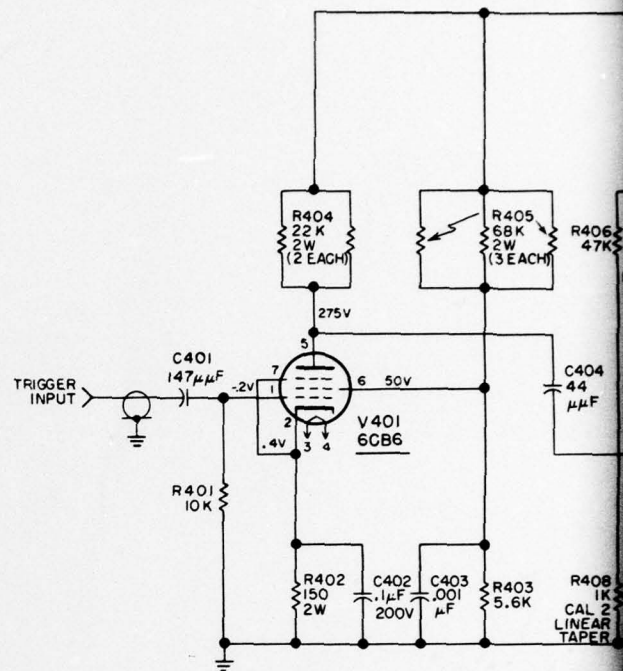 R404
22K
2W
(2 EACH)
R405
68K
2W
(3 EACH)
R406
47K
275V
C401
147μμF
TRIGGER
INPUT
-.2V
7
1
2
5
6
50V
3
4
.4V
V401
6CB6
C404
44
μμF
R401
10K
R402
150
2W
C402
.1μF
200V
C403
.001
μF
R403
5.6K
R408
1K
CAL 2
LINEAR
TAPER